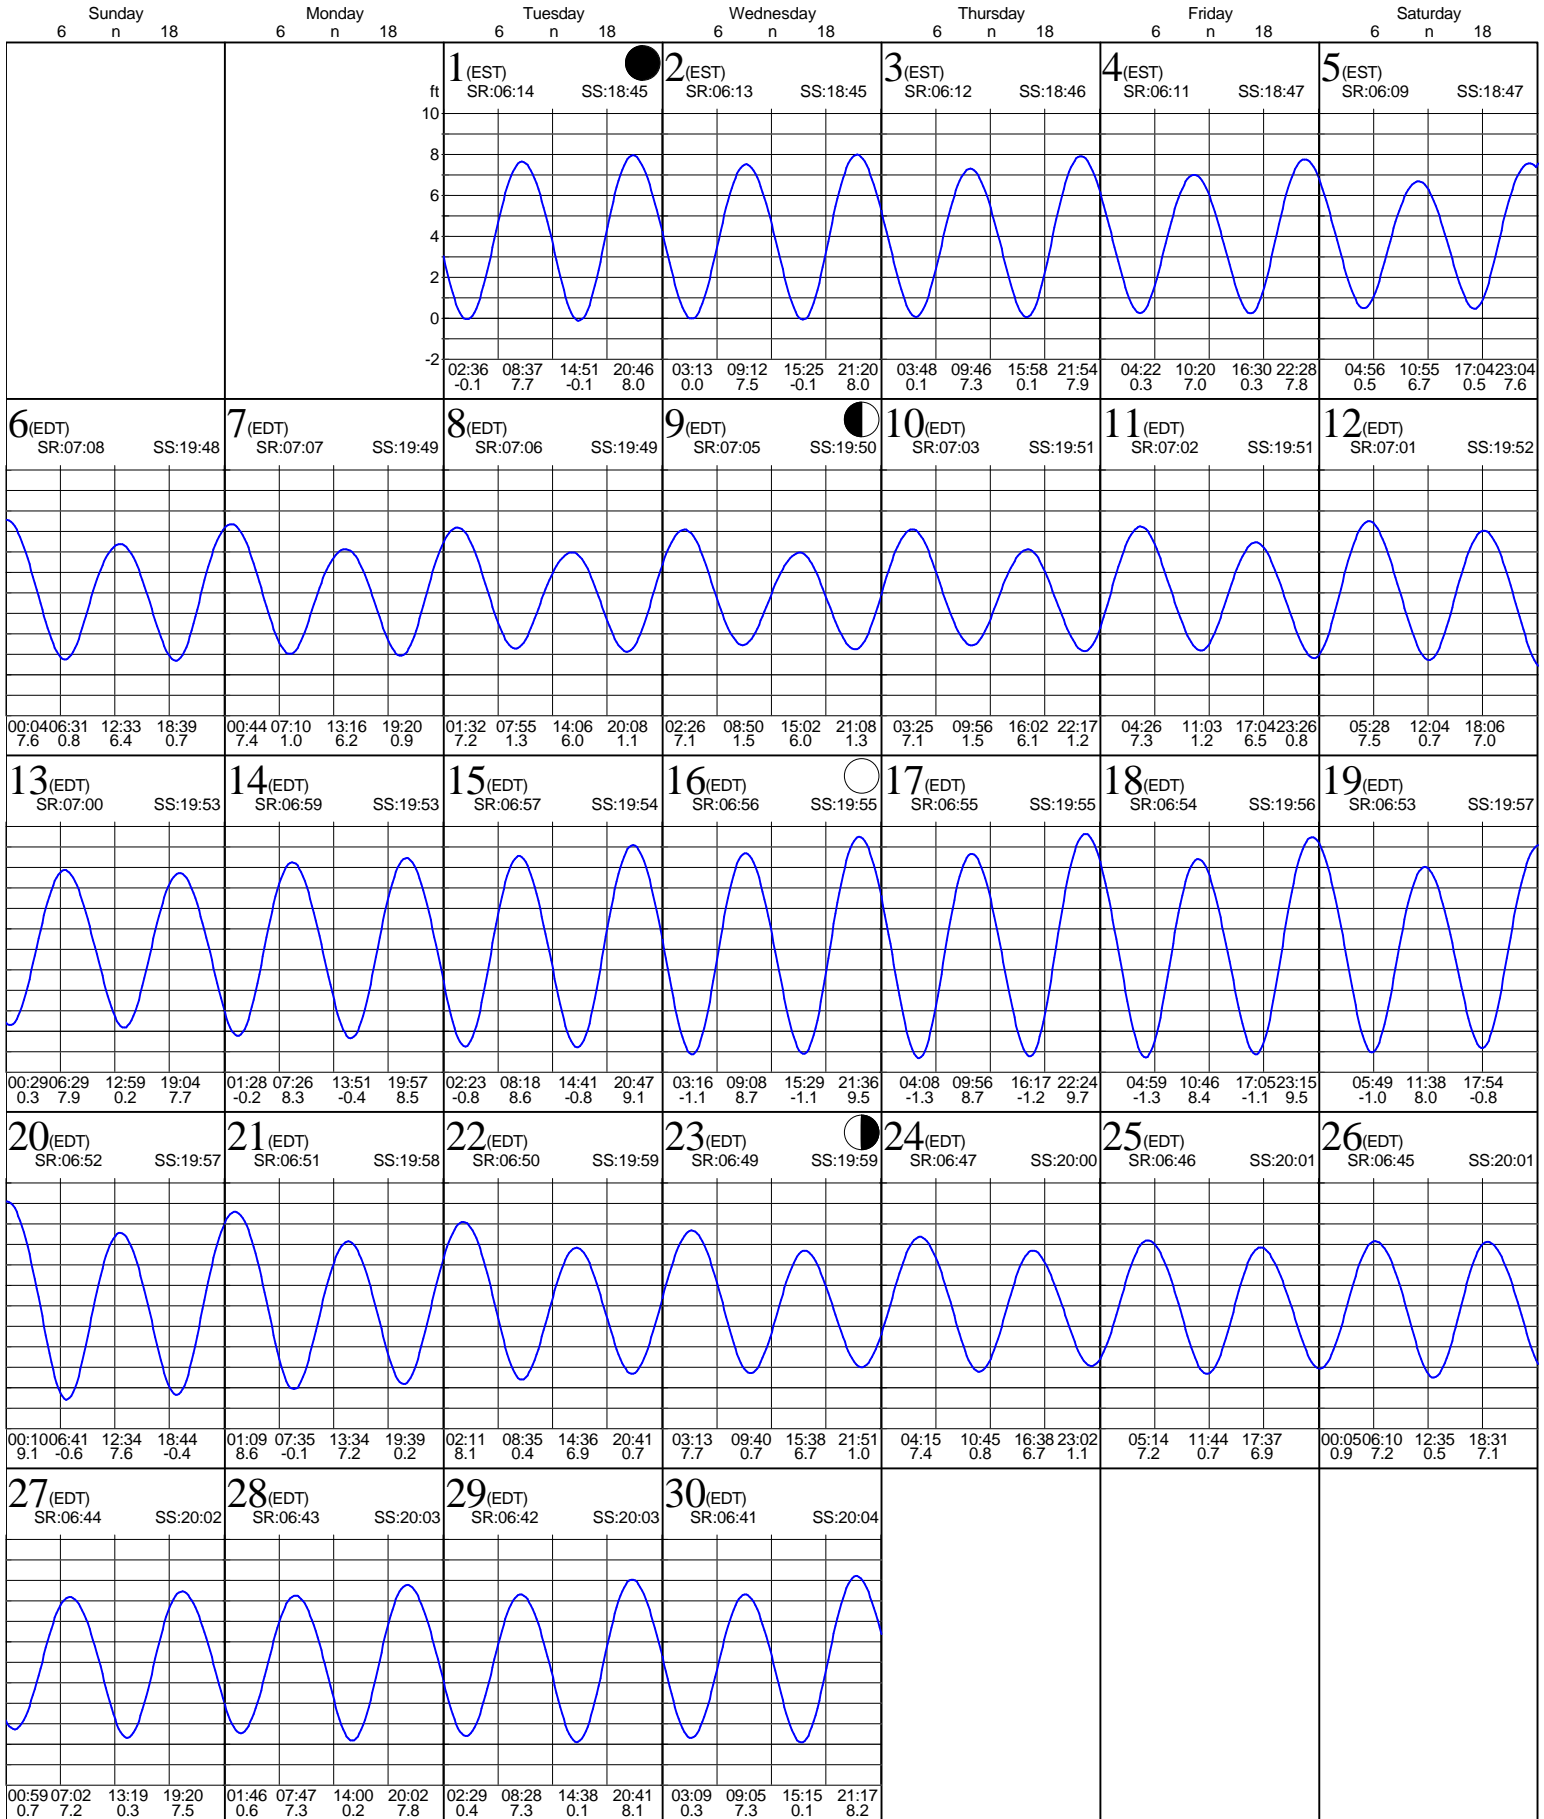 Sunday Monday Tuesday Wednesday Thursday Friday Saturday
6 n 18 6 n 18 6 n 18 6 n 18 6 n 18 6 n 18 6 n 18
1(EST) 2(EST) 3(EST) 4(EST) 5(EST)
ft SR:06:14 SS:18:45 SR:06:13 SS:18:45 SR:06:12 SS:18:46 SR:06:11 SS:18:47 SR:06:09 SS:18:47
10
8
6
4
2
0
-2
02:36 08:37 14:51 20:46 03:13 09:12 15:25 21:20 03:48 09:46 15:58 21:54 04:22 10:20 16:30 22:28 04:56 10:55 17:04 23:04
-0.1 7.7 -0.1 8.0 0.0 7.5 -0.1 8.0 0.1 7.3 0.1 7.9 0.3 7.0 0.3 7.8 0.5 6.7 0.5 7.6
6(EDT) 7(EDT) 8(EDT) 9(EDT) 10(EDT) 11(EDT) 12(EDT)
SR:07:08 SS:19:48 SR:07:07 SS:19:49 SR:07:06 SS:19:49 SR:07:05 SS:19:50 SR:07:03 SS:19:51 SR:07:02 SS:19:51 SR:07:01 SS:19:52
00:04 06:31 12:33 18:39 00:44 07:10 13:16 19:20 01:32 07:55 14:06 20:08 02:26 08:50 15:02 21:08 03:25 09:56 16:02 22:17 04:26 11:03 17:04 23:26 05:28 12:04 18:06
7.6 0.8 6.4 0.7 7.4 1.0 6.2 0.9 7.2 1.3 6.0 1.1 7.1 1.5 6.0 1.3 7.1 1.5 6.1 1.2 7.3 1.2 6.5 0.8 7.5 0.7 7.0
13(EDT) 14(EDT) 15(EDT) 16(EDT) 17(EDT) 18(EDT) 19(EDT)
SR:07:00 SS:19:53 SR:06:59 SS:19:53 SR:06:57 SS:19:54 SR:06:56 SS:19:55 SR:06:55 SS:19:55 SR:06:54 SS:19:56 SR:06:53 SS:19:57
00:29 06:29 12:59 19:04 01:28 07:26 13:51 19:57 02:23 08:18 14:41 20:47 03:16 09:08 15:29 21:36 04:08 09:56 16:17 22:24 04:59 10:46 17:05 23:15 05:49 11:38 17:54
0.3 7.9 0.2 7.7 -0.2 8.3 -0.4 8.5 -0.8 8.6 -0.8 9.1 -1.1 8.7 -1.1 9.5 -1.3 8.7 -1.2 9.7 -1.3 8.4 -1.1 9.5 -1.0 8.0 -0.8
20(EDT) 21(EDT) 22(EDT) 23(EDT) 24(EDT) 25(EDT) 26(EDT)
SR:06:52 SS:19:57 SR:06:51 SS:19:58 SR:06:50 SS:19:59 SR:06:49 SS:19:59 SR:06:47 SS:20:00 SR:06:46 SS:20:01 SR:06:45 SS:20:01
00:10 06:41 12:34 18:44 01:09 07:35 13:34 19:39 02:11 08:35 14:36 20:41 03:13 09:40 15:38 21:51 04:15 10:45 16:38 23:02 05:14 11:44 17:37 00:05 06:10 12:35 18:31
9.1 -0.6 7.6 -0.4 8.6 -0.1 7.2 0.2 8.1 0.4 6.9 0.7 7.7 0.7 6.7 1.0 7.4 0.8 6.7 1.1 7.2 0.7 6.9 0.9 7.2 0.5 7.1
27(EDT) 28(EDT) 29(EDT) 30(EDT)
SR:06:44 SS:20:02 SR:06:43 SS:20:03 SR:06:42 SS:20:03 SR:06:41 SS:20:04
00:59 07:02 13:19 19:20 01:46 07:47 14:00 20:02 02:29 08:28 14:38 20:41 03:09 09:05 15:15 21:17
0.7 7.2 0.3 7.5 0.6 7.3 0.2 7.8 0.4 7.3 0.1 8.1 0.3 7.3 0.1 8.2